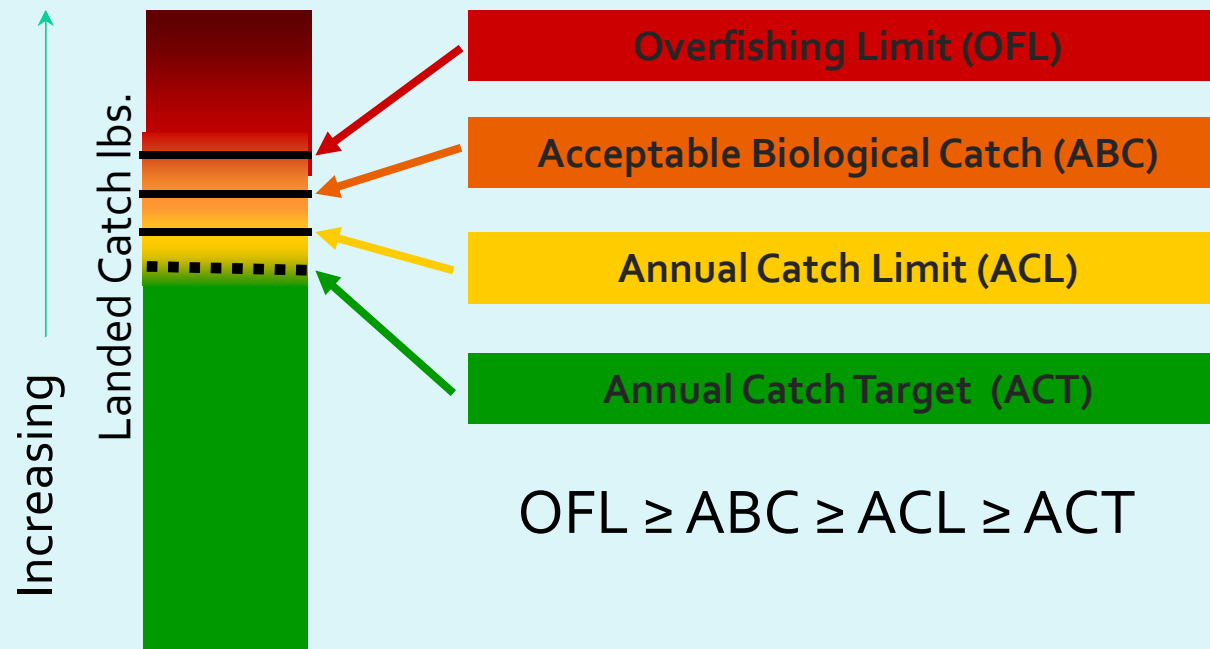 Increasing
Landed Catch lbs.
Overfishing Limit (OFL)
Acceptable Biological Catch (ABC)
Annual Catch Limit (ACL)
Annual Catch Target (ACT)
OFL ≥ ABC ≥ ACL ≥ ACT